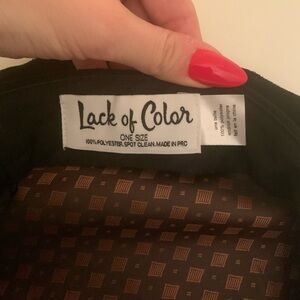 Lack of Color
ONE SIZE
100% POLYESTER, SPOT CLEAN. MADE IN PRC